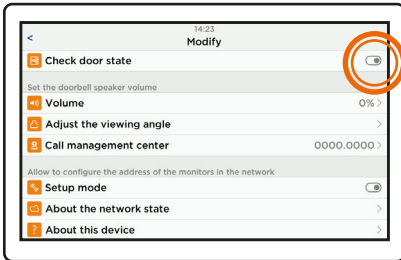 14:23
< Modify
Check door state
Set the doorbell speaker volume
Volume 0% >
Adjust the viewing angle >
Call management center 0000.0000 >
Allow to configure the address of the monitors in the network
Setup mode
About the network state >
? About this device >